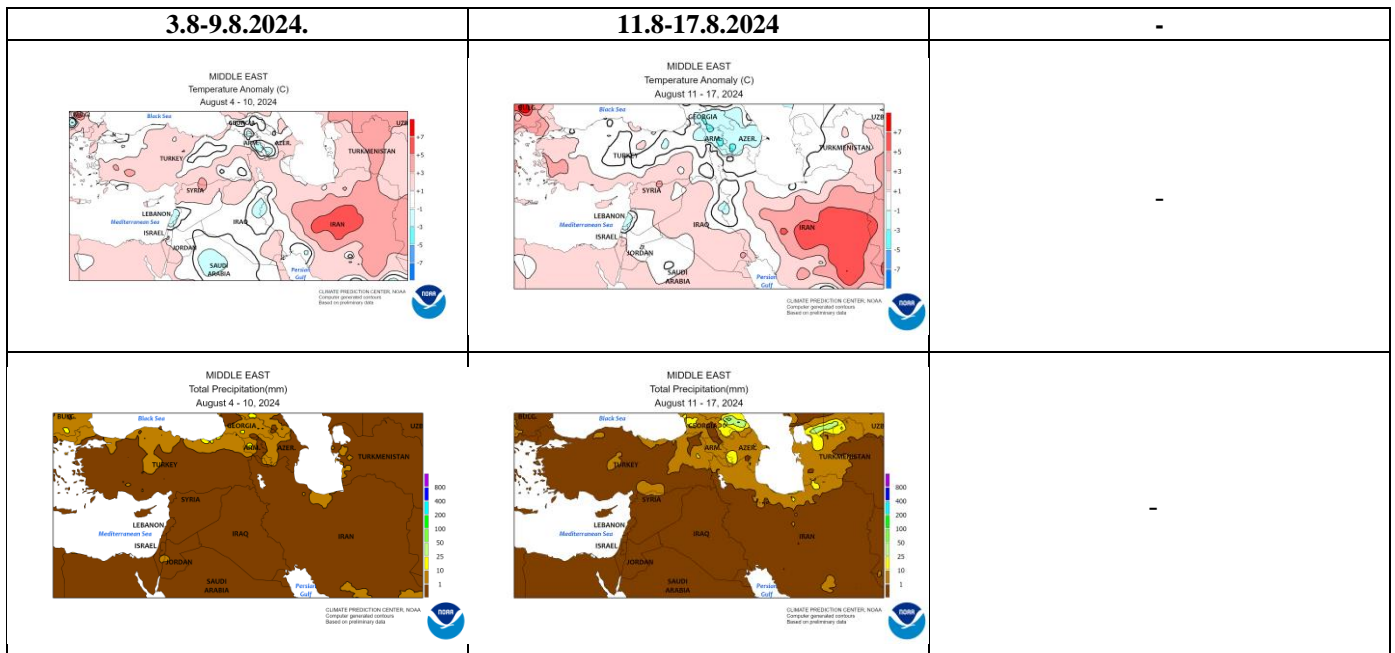 3.8-9.8.2024.
11.8-17.8.2024
-
MIDDLE EAST
Temperature Anomaly (C)
August 4 - 10, 2024
Black Sea
GEORGIA
UZB
ARM.
AZER.
TURKEY
TURKMENISTAN
SYRIA
LEBANON
Mediterranean Sea
IRAQ
IRAN
ISRAEL
JORDAN
SAUDI
ARABIA
Persian
Gulf
+7
+5
+3
+1
-1
-3
-5
-7
CLIMATE PREDICTION CENTER, NOAA
Computer generated contours
Based on preliminary data
NOAA
MIDDLE EAST
Temperature Anomaly (C)
August 11 - 17, 2024
Black Sea
GEORGIA
UZB
ARM.
AZER.
TURKEY
TURKMENISTAN
SYRIA
LEBANON
Mediterranean Sea
IRAQ
IRAN
ISRAEL
JORDAN
SAUDI
ARABIA
Persian
Gulf
+7
+5
+3
+1
-1
-3
-5
-7
CLIMATE PREDICTION CENTER, NOAA
Computer generated contours
Based on preliminary data
NOAA
-
MIDDLE EAST
Total Precipitation(mm)
August 4 - 10, 2024
BULG.
Black Sea
GEORGIA
UZB
ARM.
AZER.
TURKEY
TURKMENISTAN
SYRIA
LEBANON
Mediterranean Sea
IRAQ
IRAN
ISRAEL
JORDAN
SAUDI
ARABIA
Persian
Gulf
800
400
200
100
50
25
10
1
CLIMATE PREDICTION CENTER, NOAA
Computer generated contours
Based on preliminary data
NOAA
MIDDLE EAST
Total Precipitation(mm)
August 11 - 17, 2024
BULG.
Black Sea
GEORGIA
UZB
ARM.
AZER.
TURKEY
TURKMENISTAN
SYRIA
LEBANON
Mediterranean Sea
IRAQ
IRAN
ISRAEL
JORDAN
SAUDI
ARABIA
Persian
Gulf
800
400
200
100
50
25
10
1
CLIMATE PREDICTION CENTER, NOAA
Computer generated contours
Based on preliminary data
NOAA
-